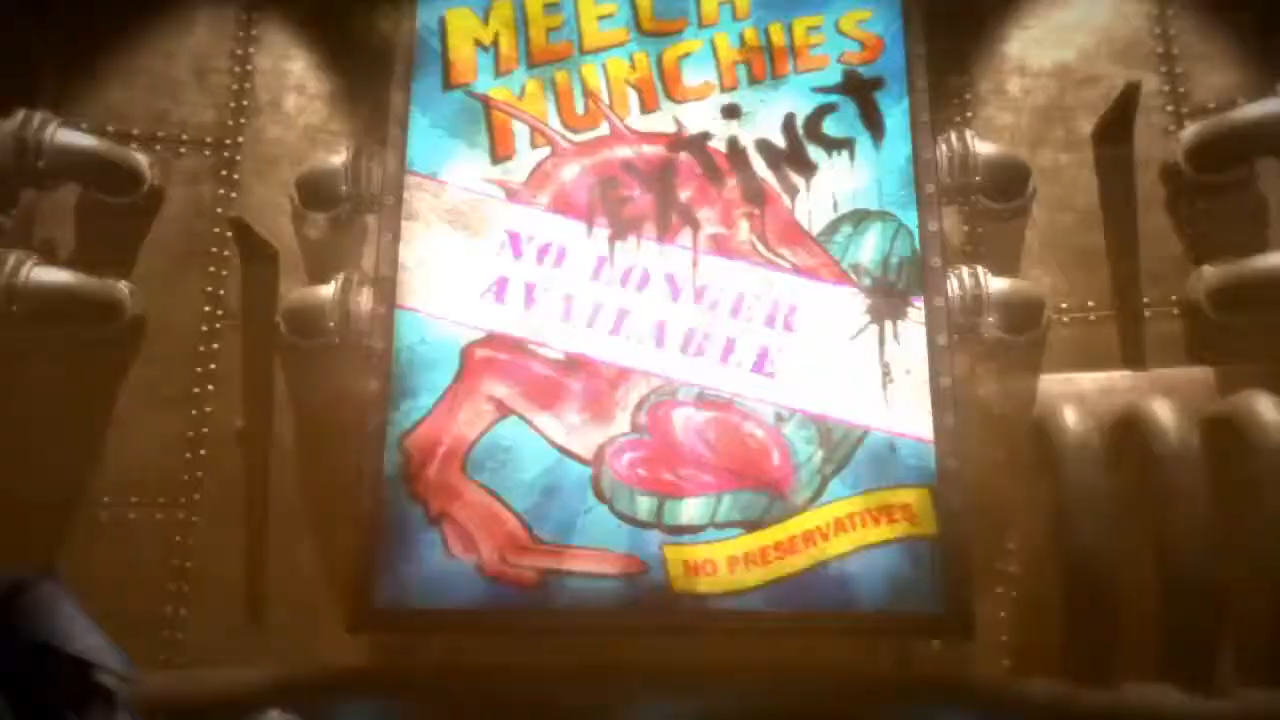 MEECH
MUNCHIES
EXTiNCT
NO LONGER
AVAILABLE
NO PRESERVATIVES